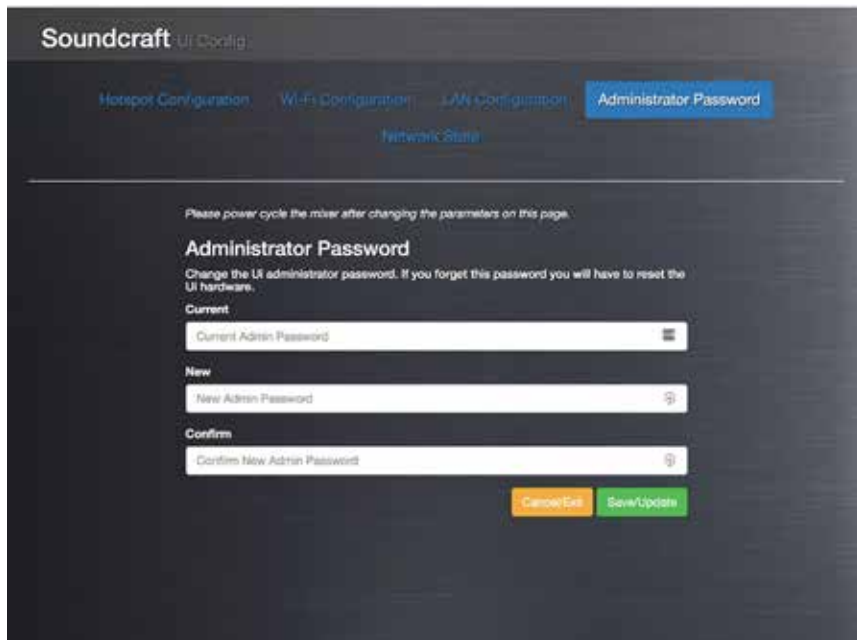 Soundcraft Ui Config
Hotspot Configuration Wi-Fi Configuration LAN Configuration Administrator Password
Network State
Please power cycle the mixer after changing the parameters on this page.
Administrator Password
Change the Ui administrator password. If you forget this password you will have to reset the
Ui hardware.
Current
Current Admin Password
New
New Admin Password
Confirm
Confirm New Admin Password
Cancel/Exit Save/Update